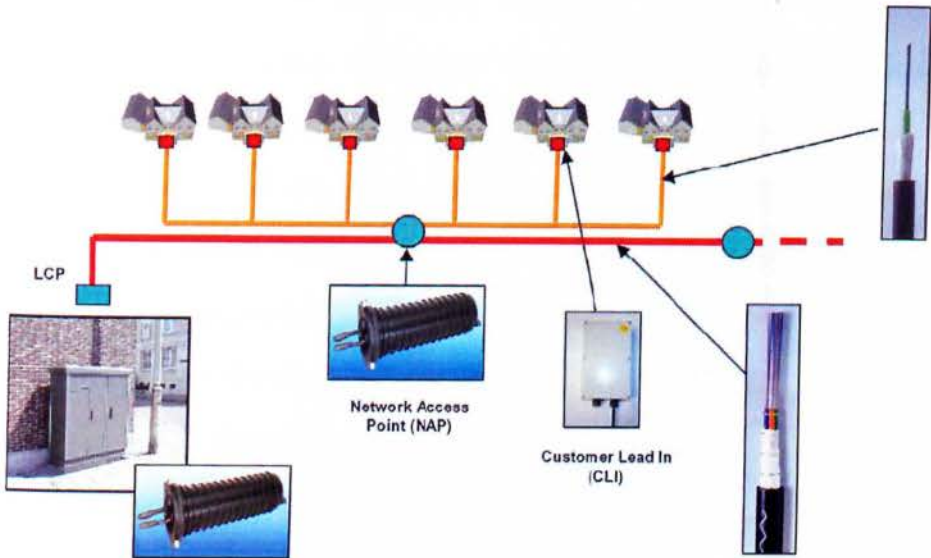 LCP
Network Access
Point (NAP)
Customer Lead In
(CLI)